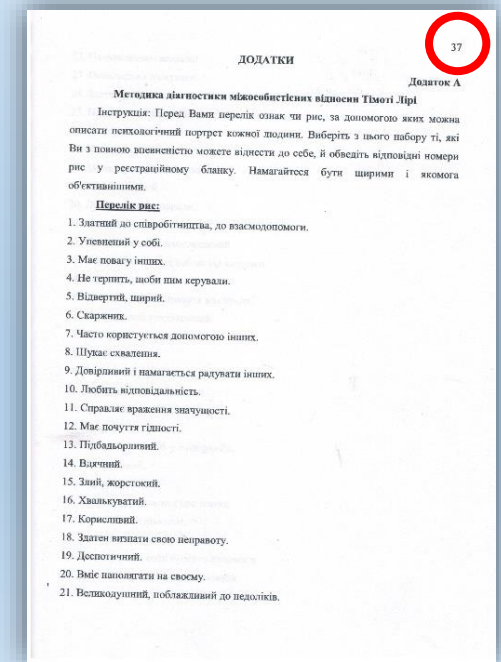 37
ДОДАТКИ
Додаток А
Методика діагностики міжособистісних відносин Тімоті Лірі
Інструкція: Перед Вами перелік ознак чи рис, за допомогою яких можна
описати психологічний портрет кожної людини. Виберіть з цього набору ті, які
Ви з повною впевненістю можете віднести до себе, й обведіть відповідні номери
рис у реєстраційному бланку. Намагайтеся бути щирими і якомога
об'єктивнішими.
Перелік рис:
1. Здатний до співробітництва, до взаємодопомоги.
2. Упевнений у собі.
3. Має повагу інших.
4. Не терпить, щоби ним керували.
5. Відвертий, щирий.
6. Скаржник.
7. Часто користується допомогою інших.
8. Шукає схвалення.
9. Довірливий і намагається радувати інших.
10. Любить відповідальність.
11. Справляє враження значущості.
12. Має почуття гідності.
13. Підбадьорливий.
14. Вдячний.
15. Злий, жорстокий.
16. Хвалькуватий.
17. Корисливий.
18. Здатен визнати свою неправоту.
19. Деспотичний.
20. Вміє наполягати на своєму.
21. Великодушний, поблажливий до недоліків.